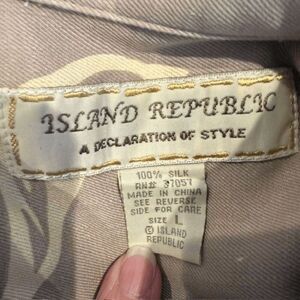 ISLAND REPUBLIC
A DECLARATION OF STYLE
100% SILK
RN# 37057
MADE IN CHINA
SEE REVERSE
SIDE FOR CARE
SIZE L
© ISLAND
REPUBLIC